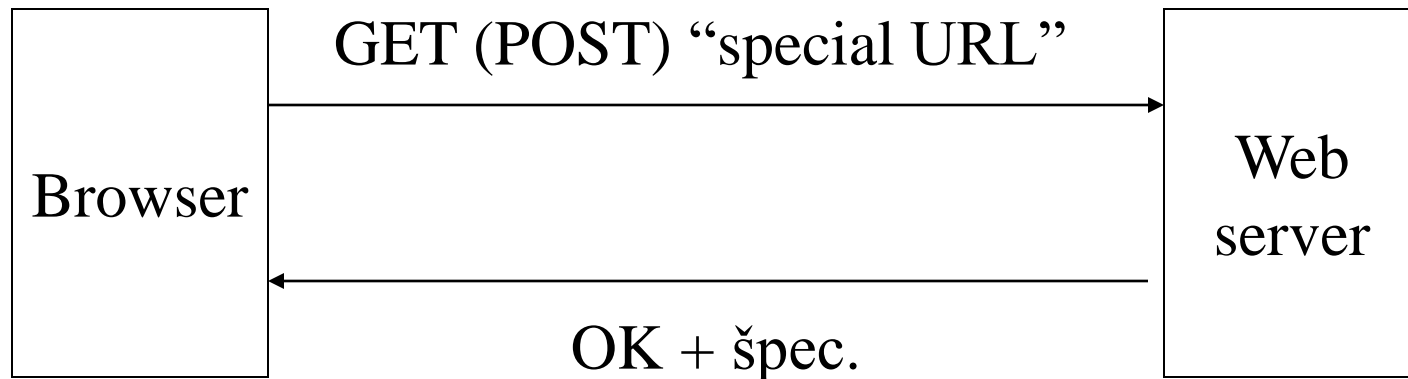 GET (POST) “special URL”
Browser
Web
server
OK + špec.